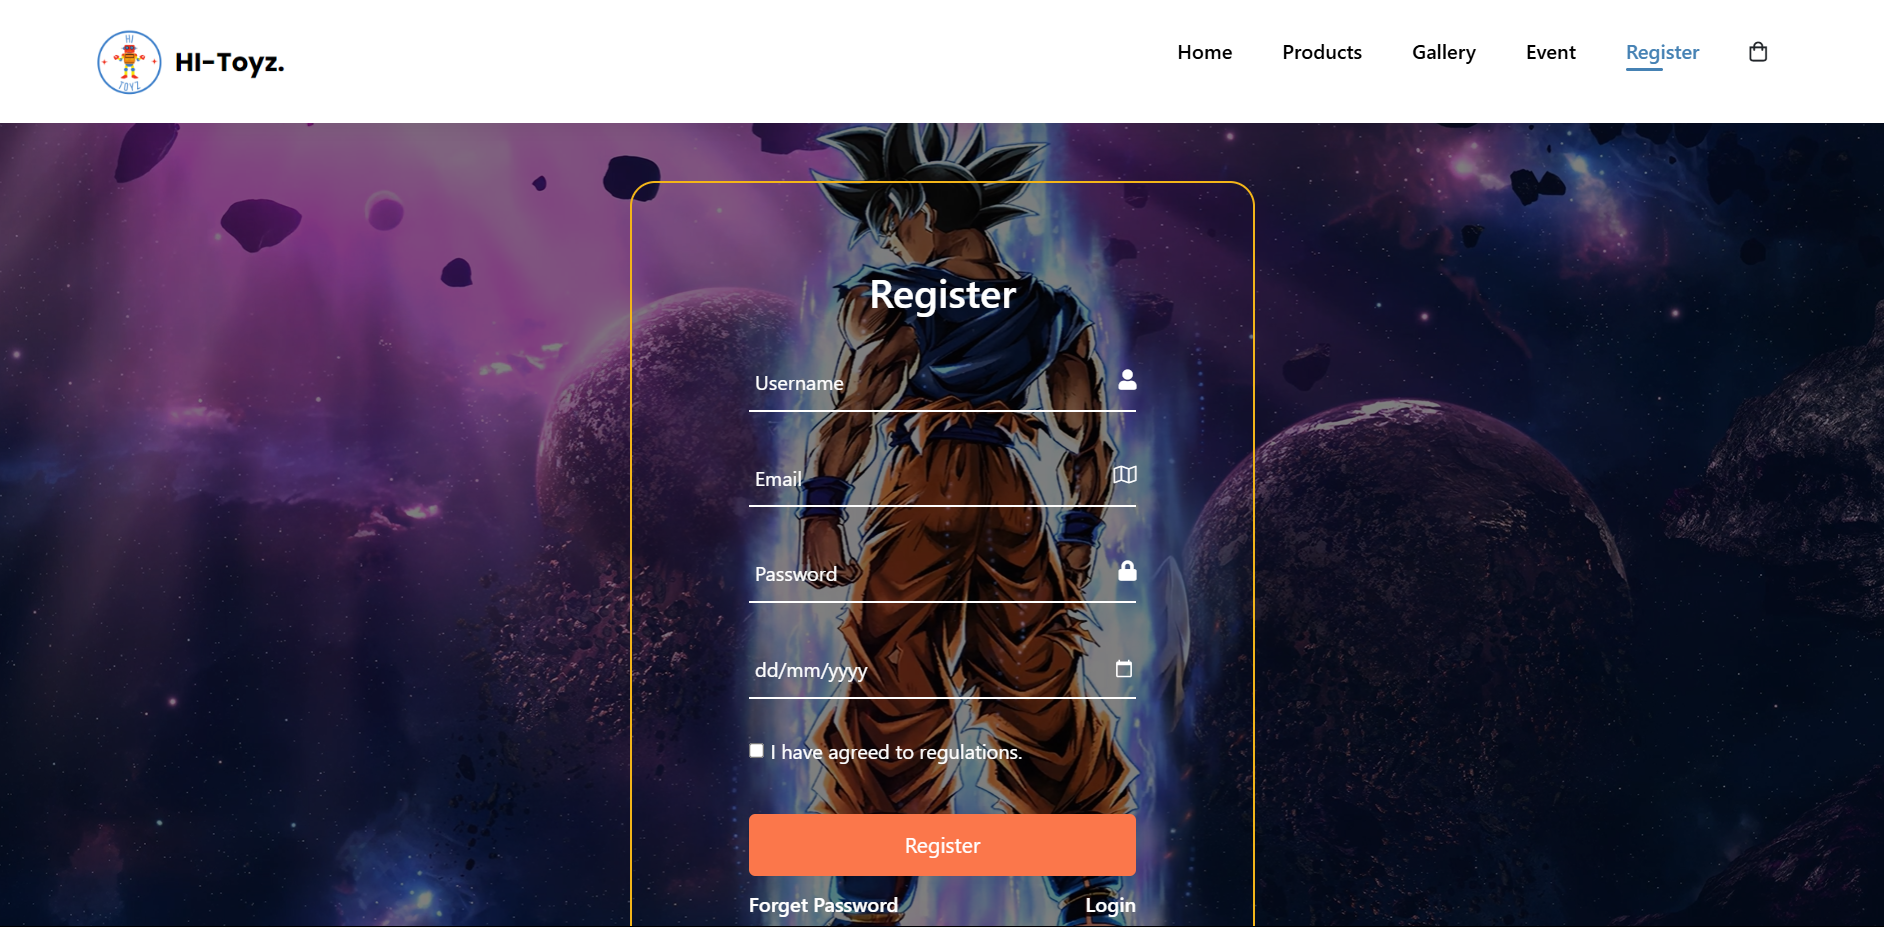 HI
TOYZ
HI-Toyz.
Home
Products
Gallery
Event
Register
Register
Username
Email
Password
dd/mm/yyyy
I have agreed to regulations.
Register
Forget Password
Login